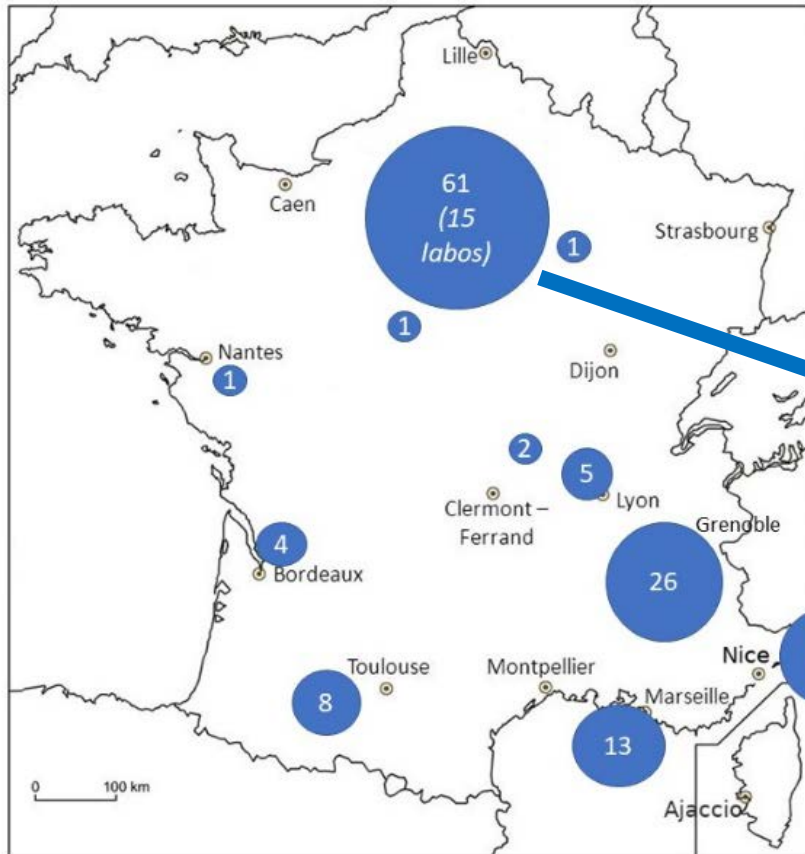 Lille
61
(15
labos)
Caen
Strasbourg
1
1
Nantes
1
Dijon
2
5
Lyon
Clermont –
Ferrand
Grenoble
4
Bordeaux
26
Toulouse
Montpellier
Nice
8
Marseille
13
0
100 km
Ajaccio